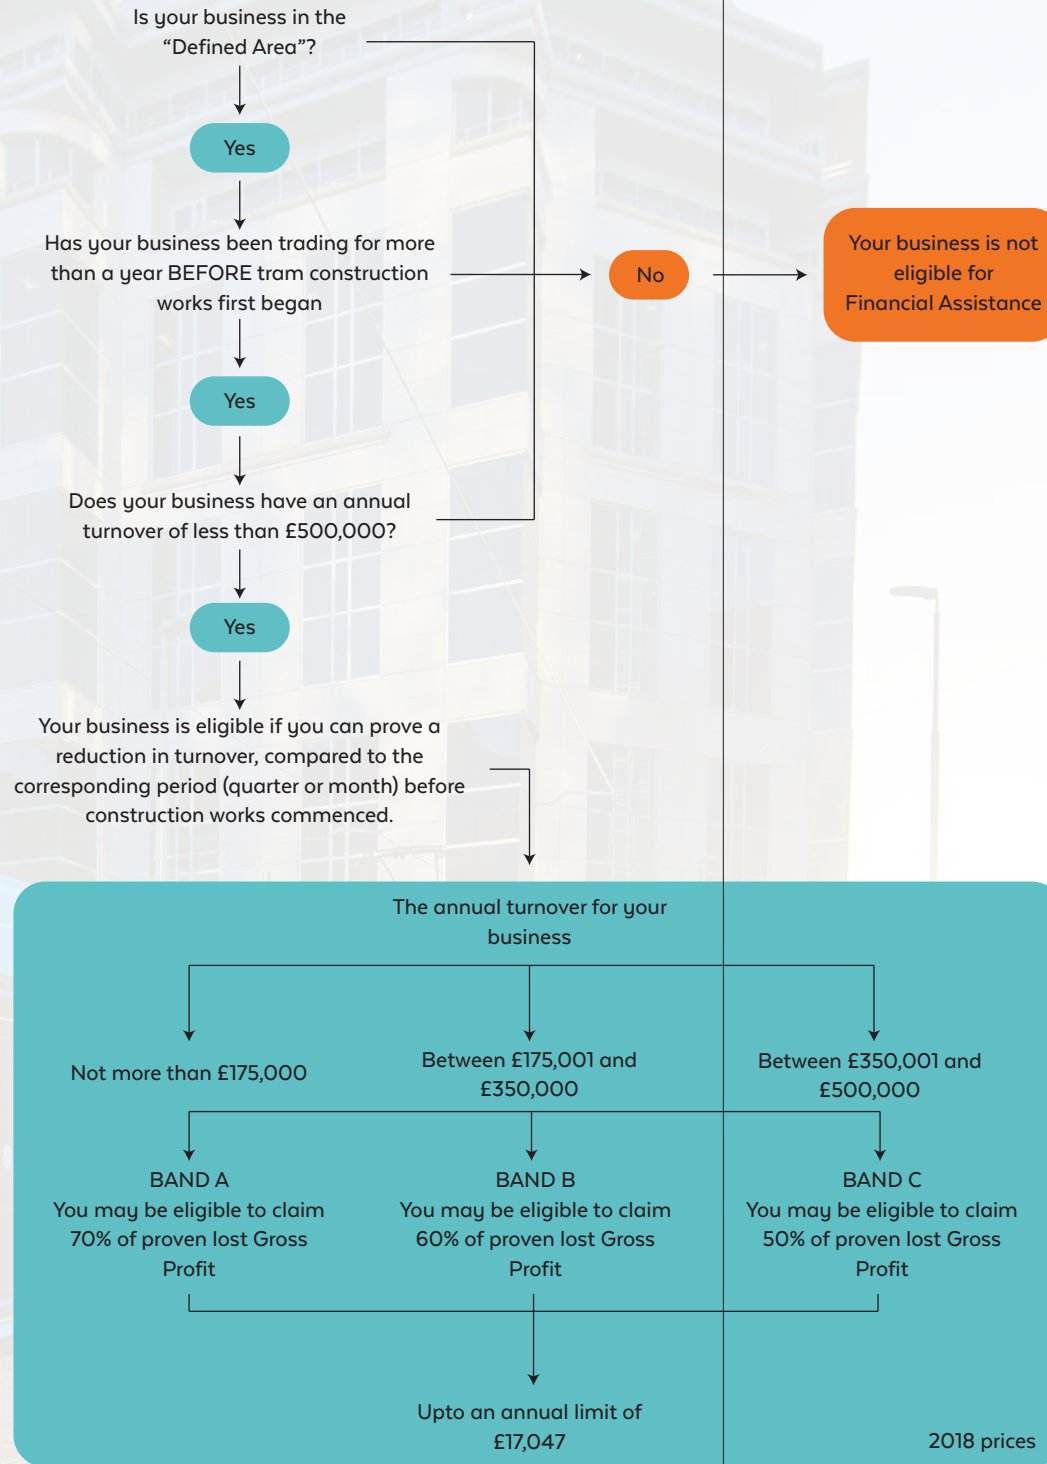 Is your business in the
“Defined Area”?
Yes
Has your business been trading for more
than a year BEFORE tram construction
works first began
No
Your business is not
eligible for
Financial Assistance
Yes
Does your business have an annual
turnover of less than £500,000?
Yes
Your business is eligible if you can prove a
reduction in turnover, compared to the
corresponding period (quarter or month) before
construction works commenced.
The annual turnover for your
business
Not more than £175,000
Between £175,001 and
£350,000
Between £350,001 and
£500,000
BAND A
You may be eligible to claim
70% of proven lost Gross
Profit
BAND B
You may be eligible to claim
60% of proven lost Gross
Profit
BAND C
You may be eligible to claim
50% of proven lost Gross
Profit
Upto an annual limit of
£17,047
2018 prices